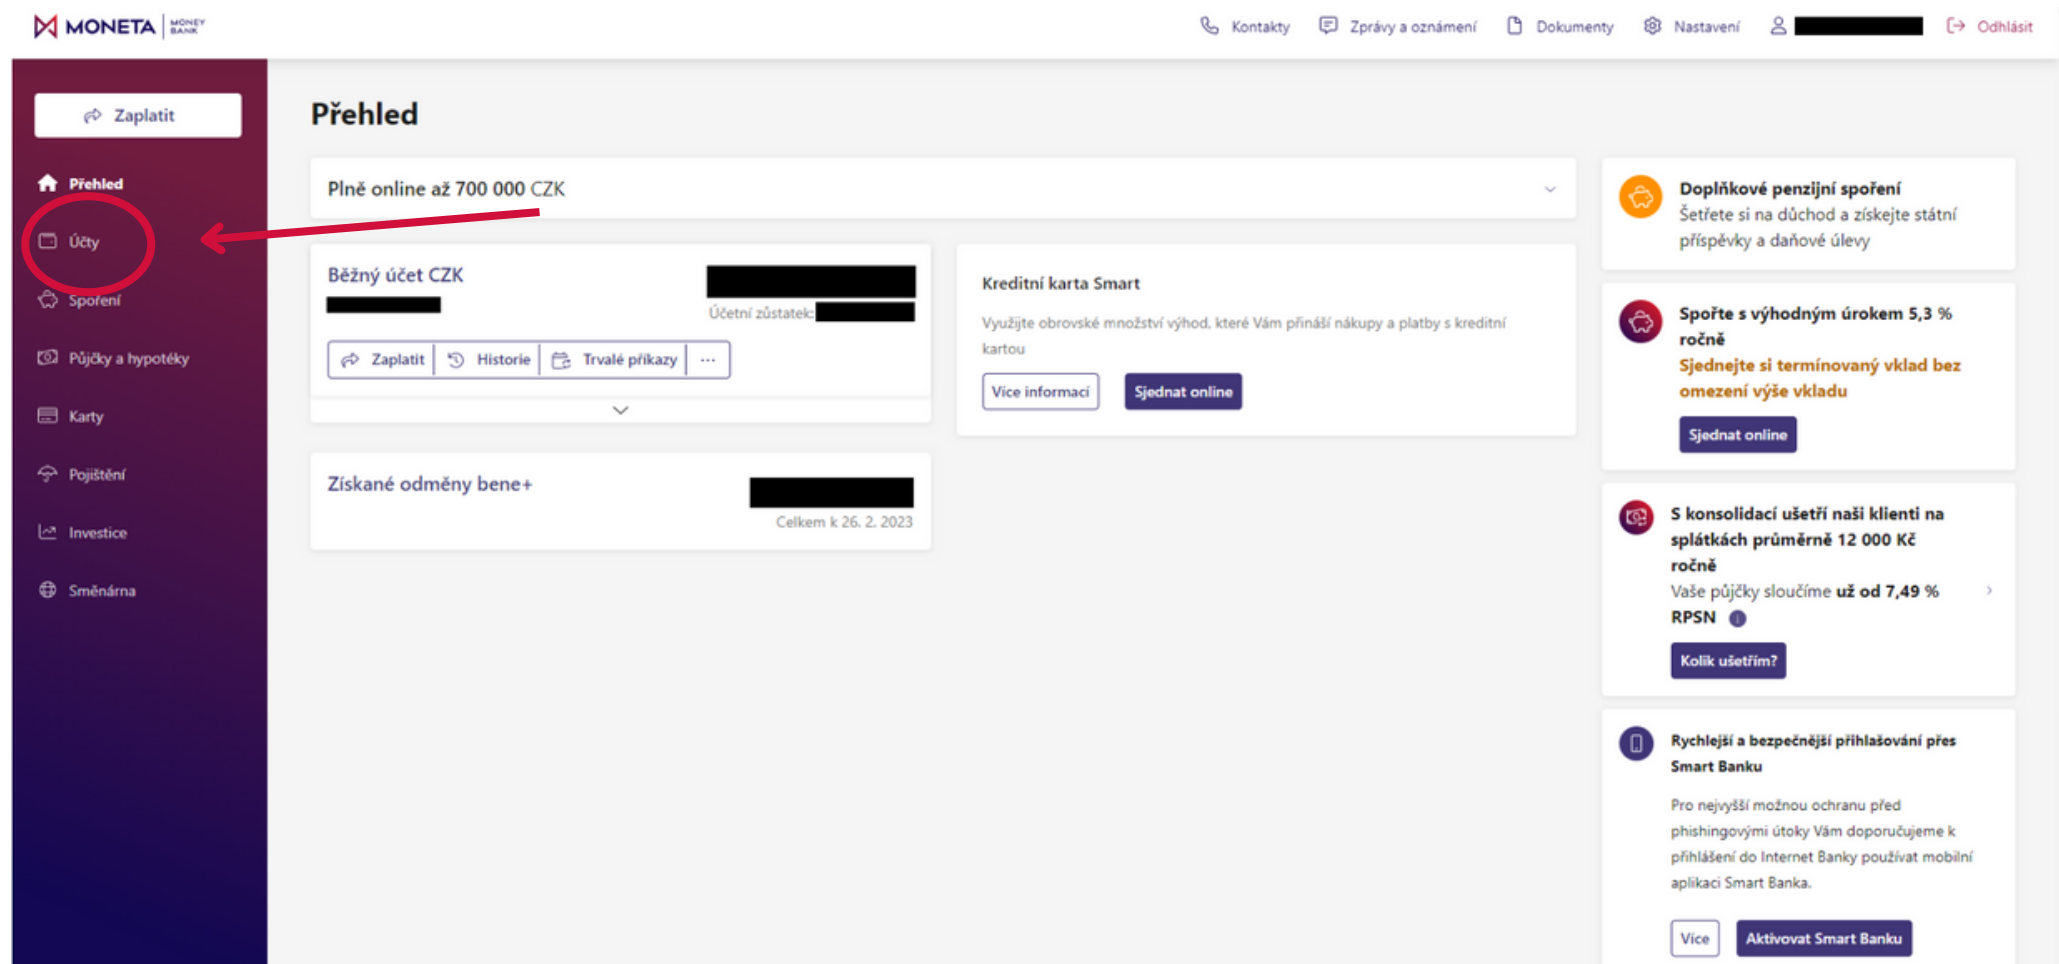 MONETA MONEY BANK
Kontakty
Zprávy a oznámení
Dokumenty
Nastavení
Odhlásit
Zaplatit
Přehled
Účty
Spoření
Půjčky a hypotéky
Karty
Pojištění
Investice
Směnárna
Přehled
Plně online až 700 000 CZK
Běžný účet CZK
Účetní zůstatek:
Zaplatit
Historie
Trvalé příkazy
...
Získané odměny bene+
Celkem k 26. 2. 2023
Kreditní karta Smart
Využijte obrovské množství výhod, které Vám přináší nákupy a platby s kreditní
kartou
Více informací
Sjednat online
Doplňkové penzijní spoření
Šetřete si na důchod a získejte státní
příspěvky a daňové úlevy
Spořte s výhodným úrokem 5,3 %
ročně
Sjednejte si termínovaný vklad bez
omezení výše vkladu
Sjednat online
S konsolidací ušetří naši klienti na
splátkách průměrně 12 000 Kč
ročně
Vaše půjčky sloučíme už od 7,49 %
RPSN
Kolik ušetřím?
Rychlejší a bezpečnější přihlašování přes
Smart Banku
Pro nejvyšší možnou ochranu před
phishingovými útoky Vám doporučujeme k
přihlášení do Internet Banky používat mobilní
aplikaci Smart Banka.
Více
Aktivovat Smart Banku